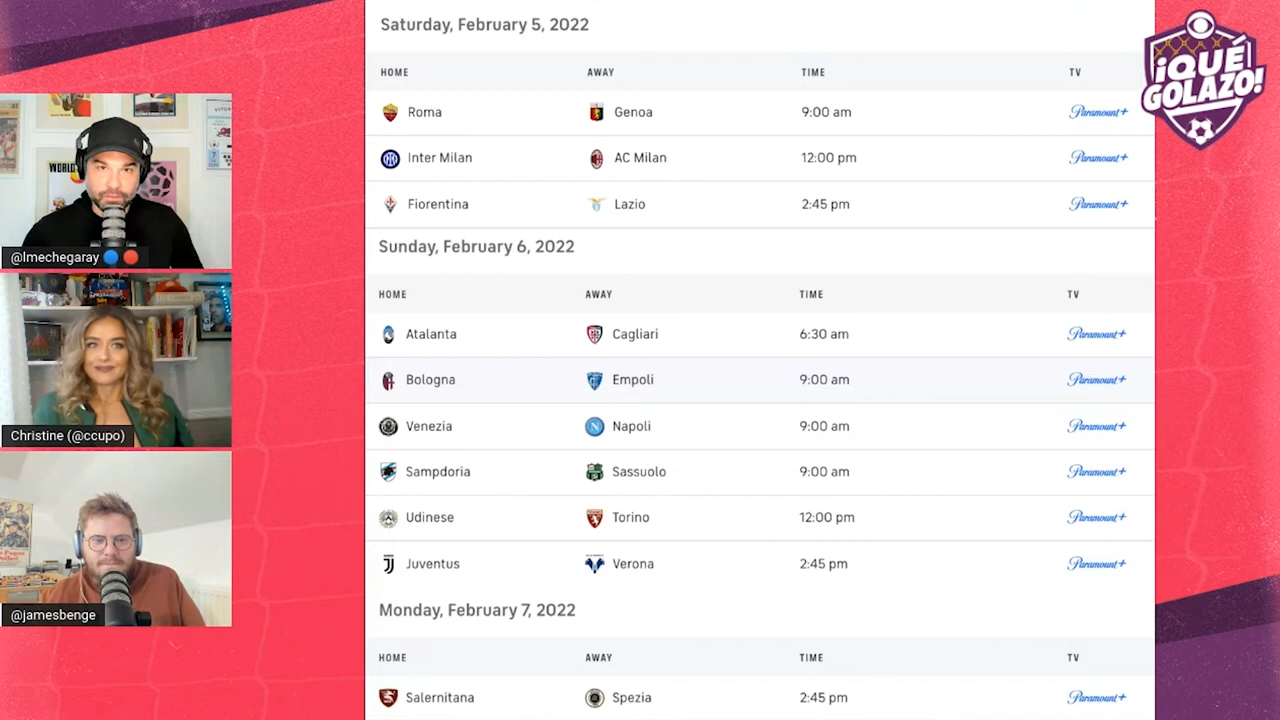 Saturday, February 5, 2022
HOME AWAY TIME TV
Roma Genoa 9:00 am Paramount+
Inter Milan AC Milan 12:00 pm Paramount+
Fiorentina Lazio 2:45 pm Paramount+
Sunday, February 6, 2022
HOME AWAY TIME TV
Atalanta Cagliari 6:30 am Paramount+
Bologna Empoli 9:00 am Paramount+
Venezia Napoli 9:00 am Paramount+
Sampdoria Sassuolo 9:00 am Paramount+
Udinese Torino 12:00 pm Paramount+
Juventus Verona 2:45 pm Paramount+
Monday, February 7, 2022
HOME AWAY TIME TV
Salernitana Spezia 2:45 pm Paramount+
¡QUÉ
GOLAZO!
WORLD
@lmechegaray
Christine (@ccupo)
@jamesbenge